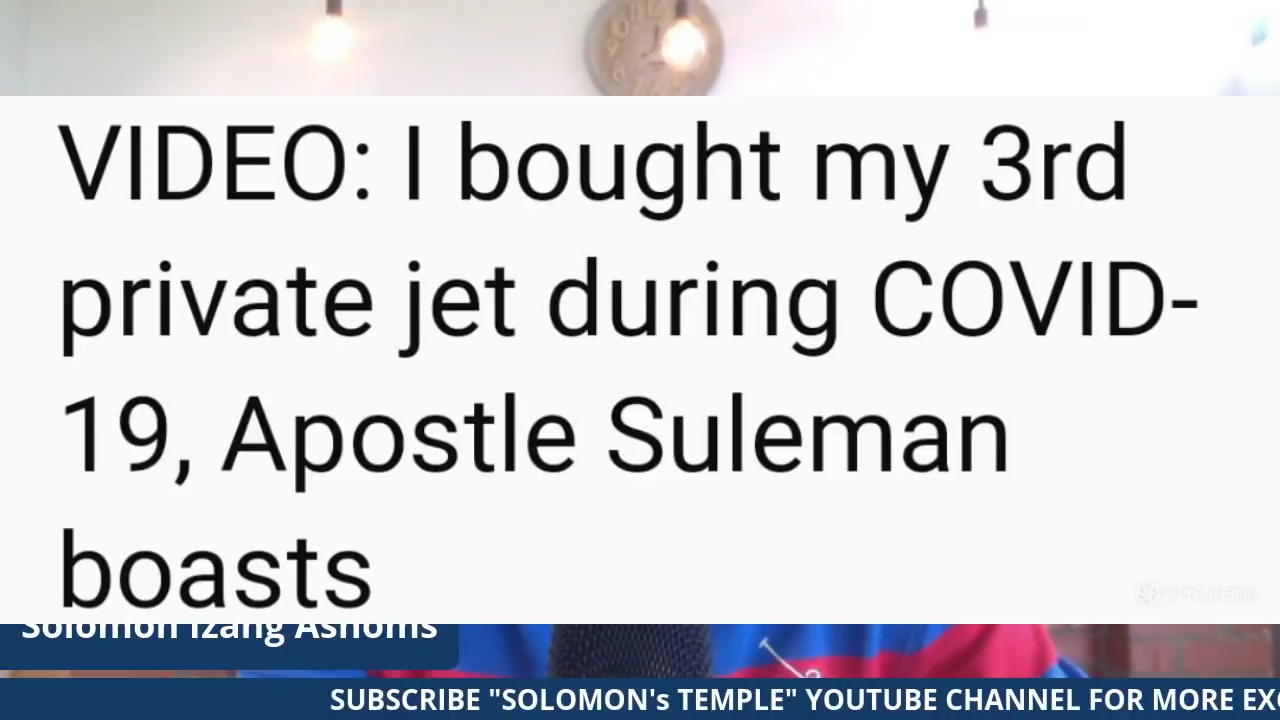 VIDEO: I bought my 3rd
private jet during COVID-
19, Apostle Suleman
boasts
Solomon Izang Ashoms
SUBSCRIBE "SOLOMON's TEMPLE" YOUTUBE CHANNEL FOR MORE